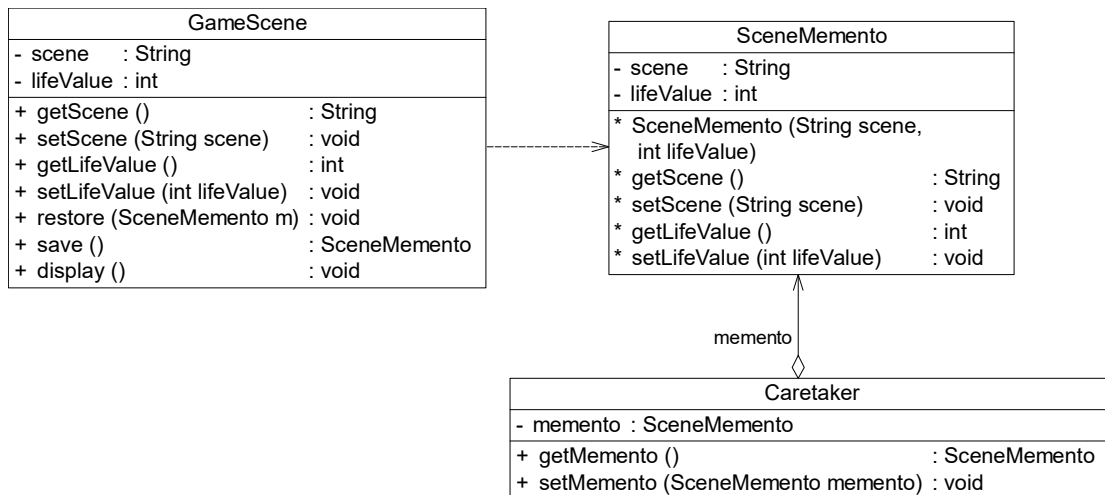 GameScene
- scene : String
- lifeValue : int
+ getScene () : String
+ setScene (String scene) : void
+ getLifeValue () : int
+ setLifeValue (int lifeValue) : void
+ restore (SceneMemento m) : void
+ save () : SceneMemento
+ display () : void
SceneMemento
- scene : String
- lifeValue : int
* SceneMemento (String scene,
int lifeValue)
* getScene () : String
* setScene (String scene) : void
* getLifeValue () : int
* setLifeValue (int lifeValue) : void
memento
Caretaker
- memento : SceneMemento
+ getMemento () : SceneMemento
+ setMemento (SceneMemento memento) : void